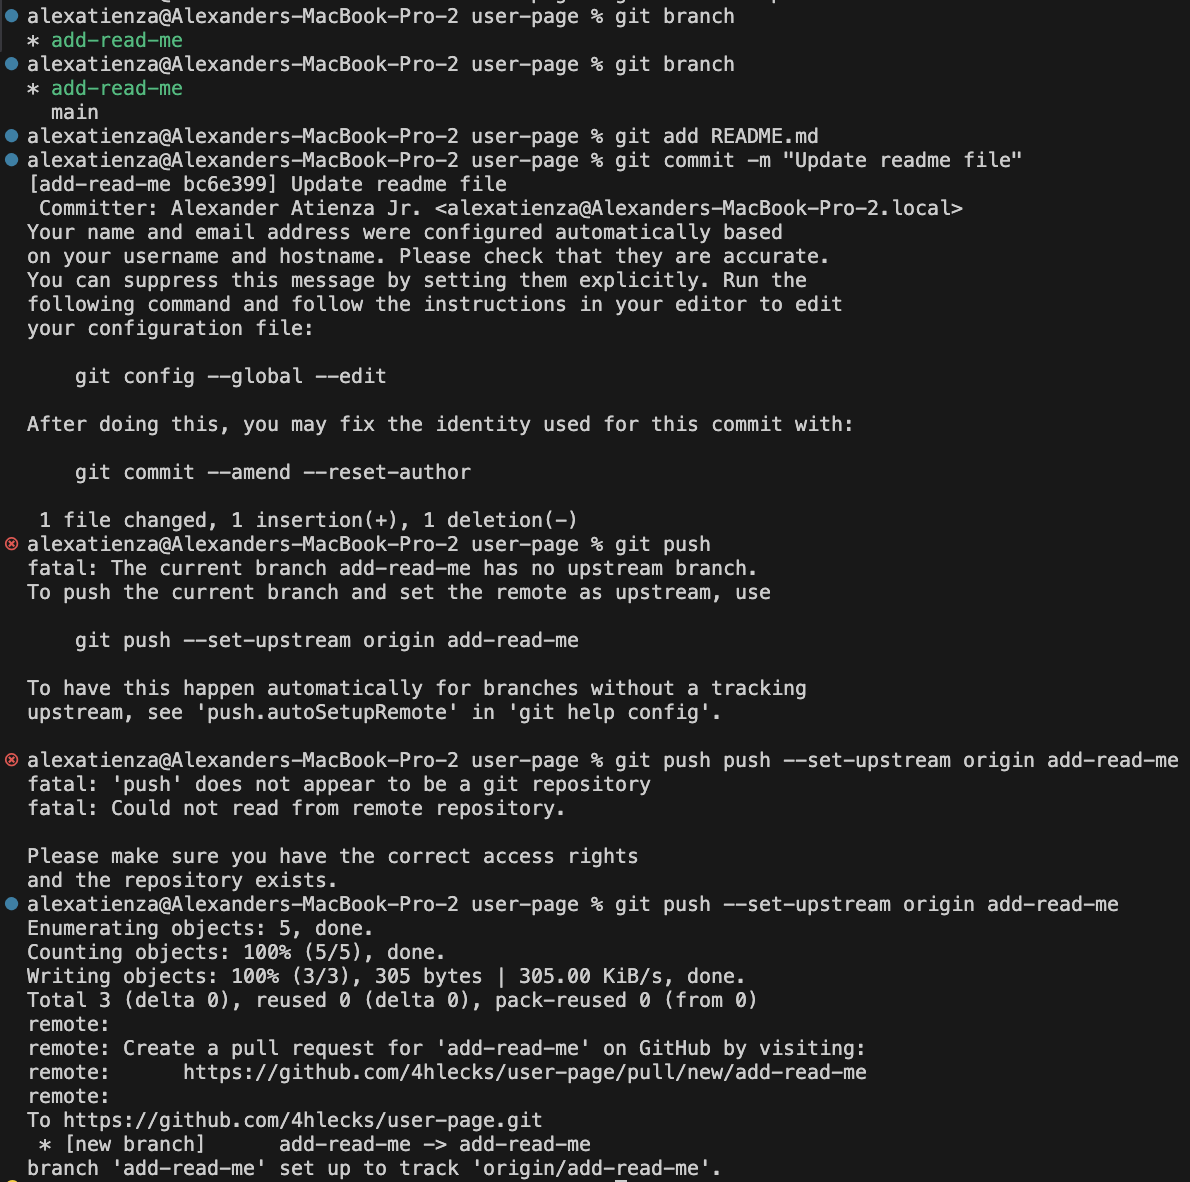 alexatienza@Alexanders-MacBook-Pro-2 user-page % git branch
* add-read-me
alexatienza@Alexanders-MacBook-Pro-2 user-page % git branch
* add-read-me
  main
alexatienza@Alexanders-MacBook-Pro-2 user-page % git add README.md
alexatienza@Alexanders-MacBook-Pro-2 user-page % git commit -m "Update readme file"
[add-read-me bc6e399] Update readme file
 Committer: Alexander Atienza Jr. <alexatienza@Alexanders-MacBook-Pro-2.local>
Your name and email address were configured automatically based
on your username and hostname. Please check that they are accurate.
You can suppress this message by setting them explicitly. Run the
following command and follow the instructions in your editor to edit
your configuration file:

    git config --global --edit

After doing this, you may fix the identity used for this commit with:

    git commit --amend --reset-author

 1 file changed, 1 insertion(+), 1 deletion(-)
alexatienza@Alexanders-MacBook-Pro-2 user-page % git push
fatal: The current branch add-read-me has no upstream branch.
To push the current branch and set the remote as upstream, use

    git push --set-upstream origin add-read-me

To have this happen automatically for branches without a tracking
upstream, see 'push.autoSetupRemote' in 'git help config'.

alexatienza@Alexanders-MacBook-Pro-2 user-page % git push push --set-upstream origin add-read-me
fatal: 'push' does not appear to be a git repository
fatal: Could not read from remote repository.

Please make sure you have the correct access rights
and the repository exists.
alexatienza@Alexanders-MacBook-Pro-2 user-page % git push --set-upstream origin add-read-me
Enumerating objects: 5, done.
Counting objects: 100% (5/5), done.
Writing objects: 100% (3/3), 305 bytes | 305.00 KiB/s, done.
Total 3 (delta 0), reused 0 (delta 0), pack-reused 0 (from 0)
remote:
remote: Create a pull request for 'add-read-me' on GitHub by visiting:
remote:      https://github.com/4hlecks/user-page/pull/new/add-read-me
remote:
To https://github.com/4hlecks/user-page.git
 * [new branch]      add-read-me -> add-read-me
branch 'add-read-me' set up to track 'origin/add-read-me'.